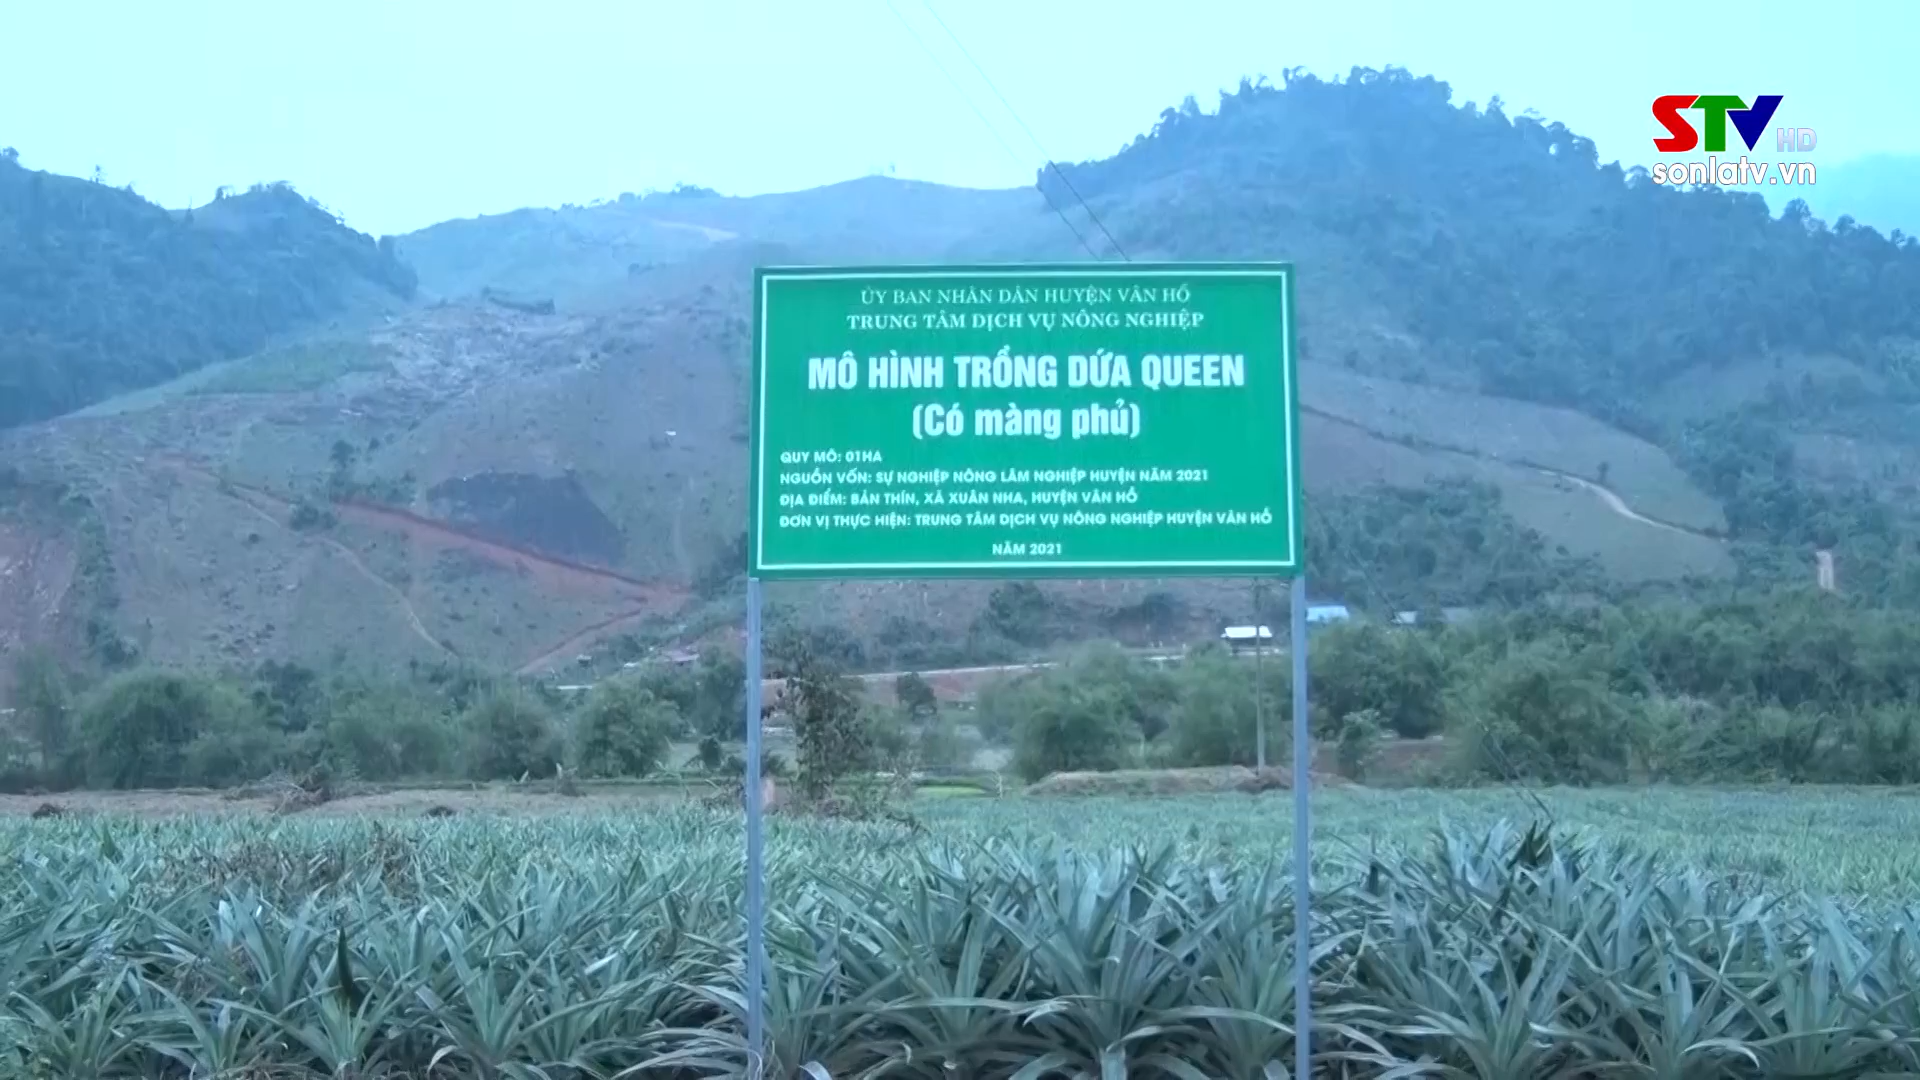 STV HD
sonlatv.vn
ỦY BAN NHÂN DÂN HUYỆN VÂN HỒ
TRUNG TÂM DỊCH VỤ NÔNG NGHIỆP
MÔ HÌNH TRỒNG DỨA QUEEN
(Có màng phủ)
QUY MÔ: 01HA
NGUỒN VỐN: SỰ NGHIỆP NÔNG LÂM NGHIỆP HUYỆN NĂM 2021
ĐỊA ĐIỂM: BẢN THÍN, XÃ XUÂN NHA, HUYỆN VÂN HỒ
ĐƠN VỊ THỰC HIỆN: TRUNG TÂM DỊCH VỤ NÔNG NGHIỆP HUYỆN VÂN HỒ
NĂM 2021